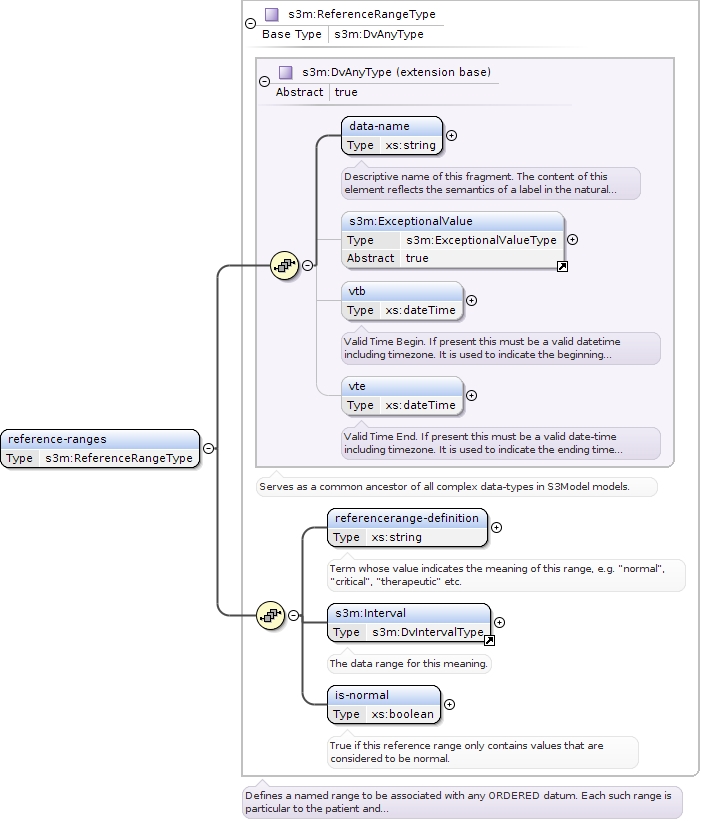 s3m:ReferenceRangeType
Base Type s3m:DvAnyType
s3m:DvAnyType (extension base)
Abstract true
data-name
Type xs:string
Descriptive name of this fragment. The content of this
element reflects the semantics of a label in the natural...
s3m:ExceptionalValue
Type s3m:ExceptionalValueType
Abstract true
vtb
Type xs:dateTime
Valid Time Begin. If present this must be a valid datetime
including timezone. It is used to indicate the beginning...
vte
Type xs:dateTime
Valid Time End. If present this must be a valid date-time
including timezone. It is used to indicate the ending time...
reference-ranges
Type s3m:ReferenceRangeType
Serves as a common ancestor of all complex data-types in S3Model models.
referencerange-definition
Type xs:string
Term whose value indicates the meaning of this range, e.g. "normal",
"critical", "therapeutic" etc.
s3m:Interval
Type s3m:DvIntervalType
The data range for this meaning.
is-normal
Type xs:boolean
True if this reference range only contains values that are
considered to be normal.
Defines a named range to be associated with any ORDERED datum. Each such range is
particular to the patient and...